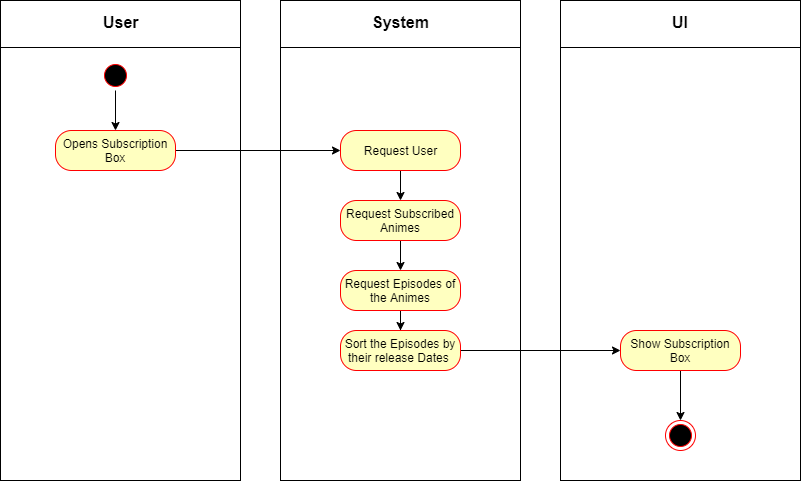 User
System
UI
Opens Subscription
Box
Request User
Request Subscribed
Animes
Request Episodes of
the Animes
Sort the Episodes by
their release Dates
Show Subscription
Box